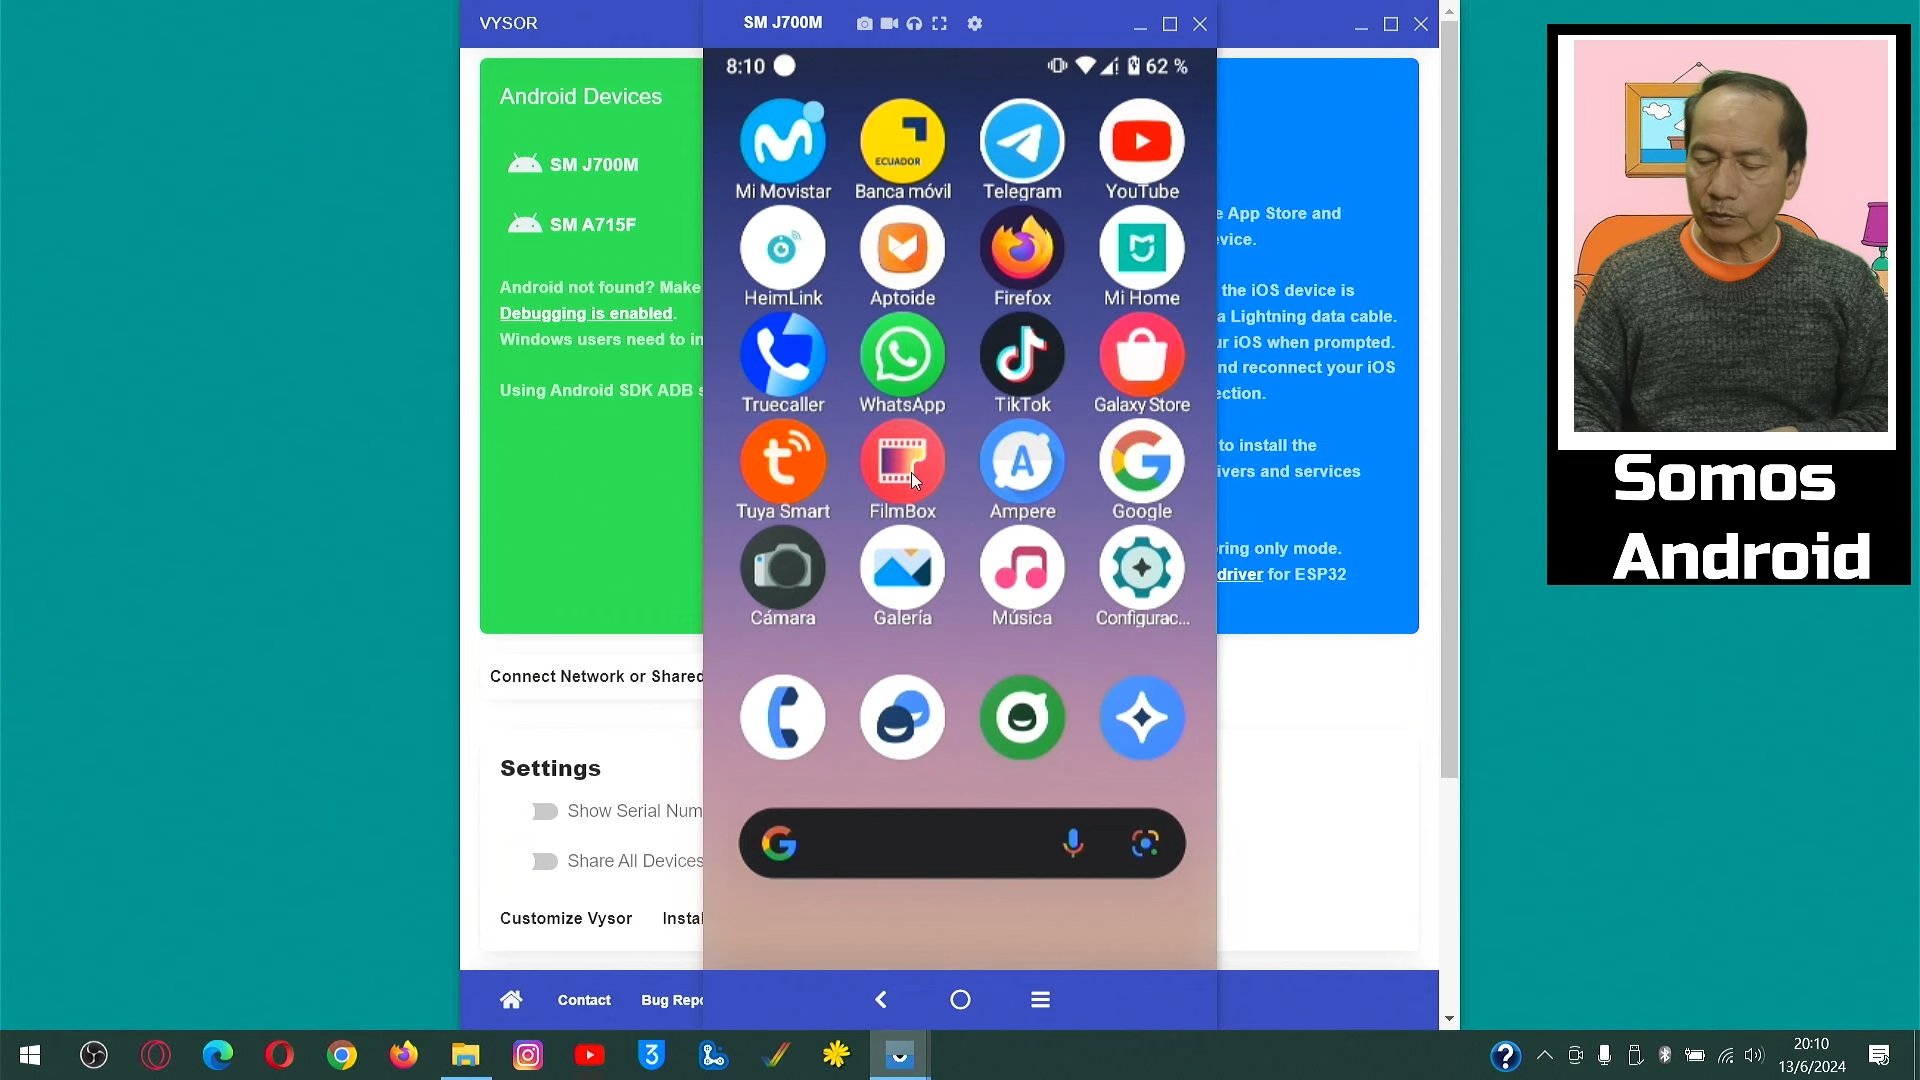 VYSOR
SM J700M
Android Devices
SM J700M
SM A715F
Android not found? Make
Debugging is enabled.
Windows users need to in
Using Android SDK ADB s
8:10
62 %
Mi Movistar
ECUADOR
Banca móvil
Telegram
YouTube
HeimLink
Aptoide
Firefox
Mi Home
Truecaller
WhatsApp
TikTok
Galaxy Store
Tuya Smart
FilmBox
Ampere
Google
Cámara
Galería
Música
Configurac...
e App Store and
evice.
the iOS device is
a Lightning data cable.
ur iOS when prompted.
nd reconnect your iOS
ection.
to install the
ivers and services
ring only mode.
driver for ESP32
Connect Network or Shared
Settings
Show Serial Num
Share All Devices
Customize Vysor
Instal
Contact
Bug Repo
Somos
Android
20:10
13/6/2024